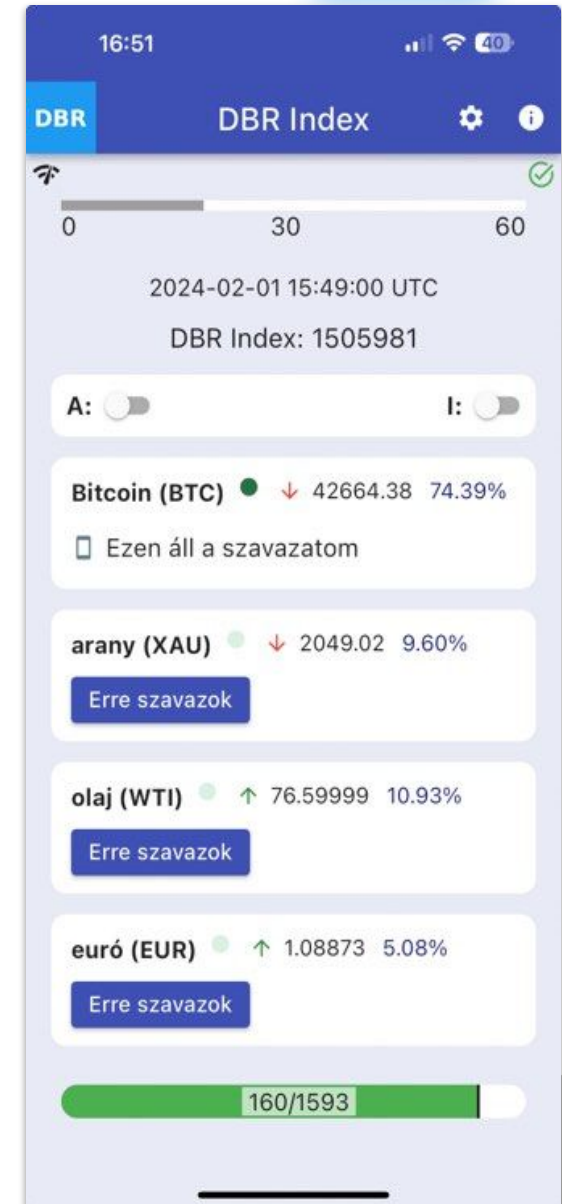 16:51 40
DBR DBR Index
0 30 60
2024-02-01 15:49:00 UTC
DBR Index: 1505981
A: I:
Bitcoin (BTC) 42664.38 74.39%
Ezen áll a szavazatom
arany (XAU) 2049.02 9.60%
Erre szavazok
olaj (WTI) 76.59999 10.93%
Erre szavazok
euró (EUR) 1.08873 5.08%
Erre szavazok
160/1593